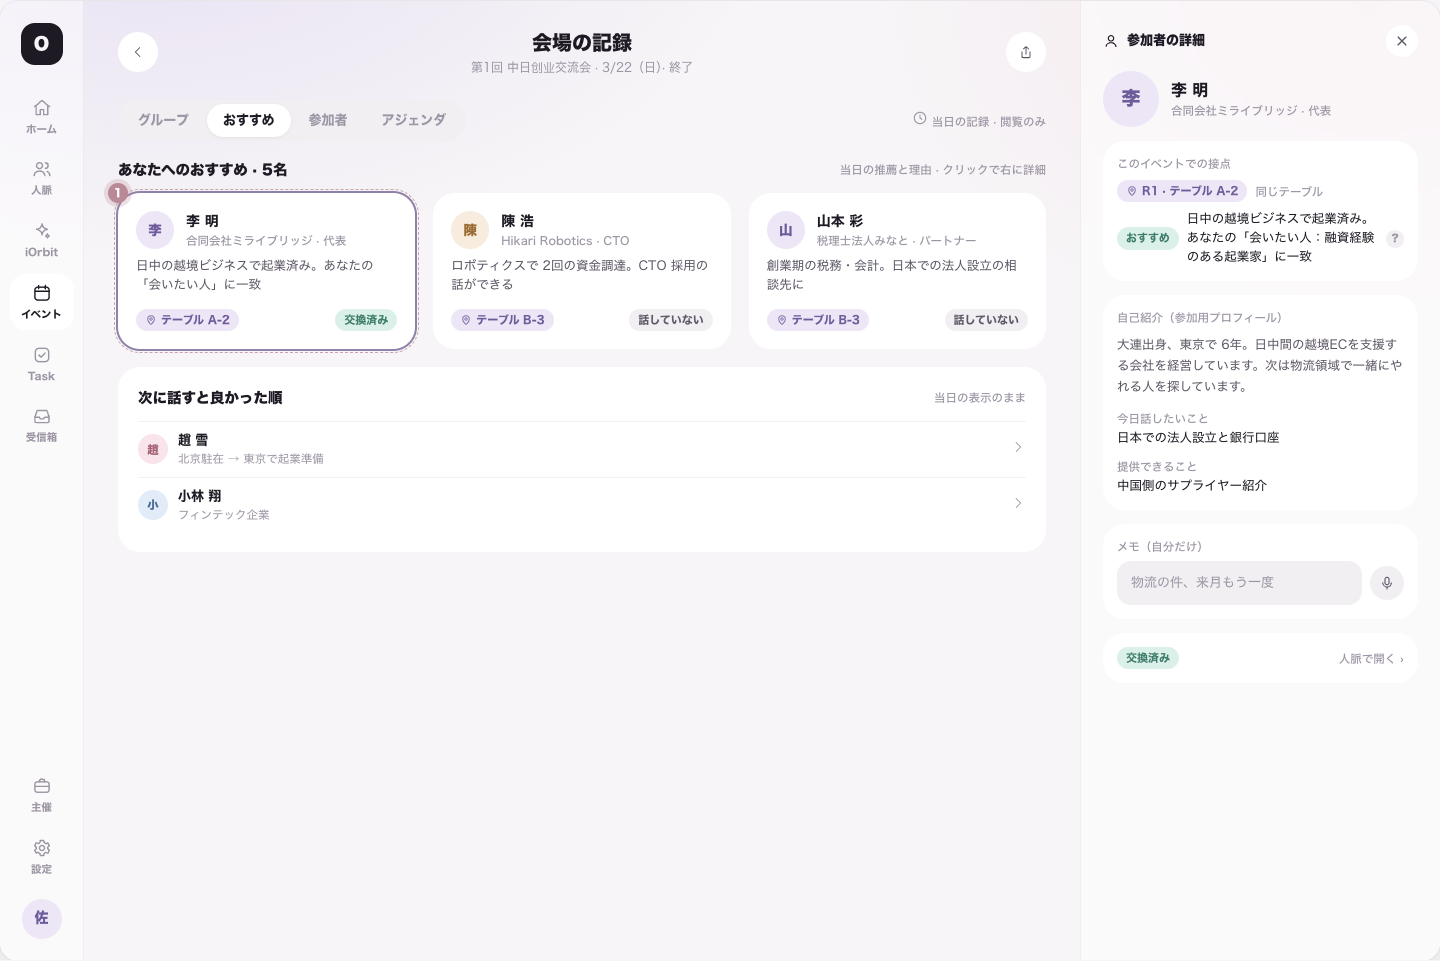 O
ホーム
人脈
iOrbit
イベント
Task
受信箱
主催
設定
佐
会場の記録
第1回 中日创业交流会 · 3/22（日）· 終了
グループ
おすすめ
参加者
アジェンダ
当日の記録 · 閲覧のみ
あなたへのおすすめ · 5名
当日の推薦と理由 · クリックで右に詳細
1
李
李 明
合同会社ミライブリッジ · 代表
日中の越境ビジネスで起業済み。あなたの
「会いたい人」に一致
テーブル A-2
交換済み
陳
陳 浩
Hikari Robotics · CTO
ロボティクスで 2回の資金調達。CTO 採用の
話ができる
テーブル B-3
話していない
山
山本 彩
税理士法人みなと · パートナー
創業期の税務・会計。日本での法人設立の相
談先に
テーブル B-3
話していない
次に話すと良かった順
当日の表示のまま
趙
趙 雪
北京駐在 → 東京で起業準備
小
小林 翔
フィンテック企業
参加者の詳細
李
李 明
合同会社ミライブリッジ · 代表
このイベントでの接点
R1 · テーブル A-2
同じテーブル
おすすめ
日中の越境ビジネスで起業済み。
あなたの「会いたい人：融資経験
のある起業家」に一致
?
自己紹介（参加用プロフィール）
大連出身、東京で 6年。日中間の越境ECを支援す
る会社を経営しています。次は物流領域で一緒にや
れる人を探しています。
今日話したいこと
日本での法人設立と銀行口座
提供できること
中国側のサプライヤー紹介
メモ（自分だけ）
物流の件、来月もう一度
交換済み
人脈で開く ›